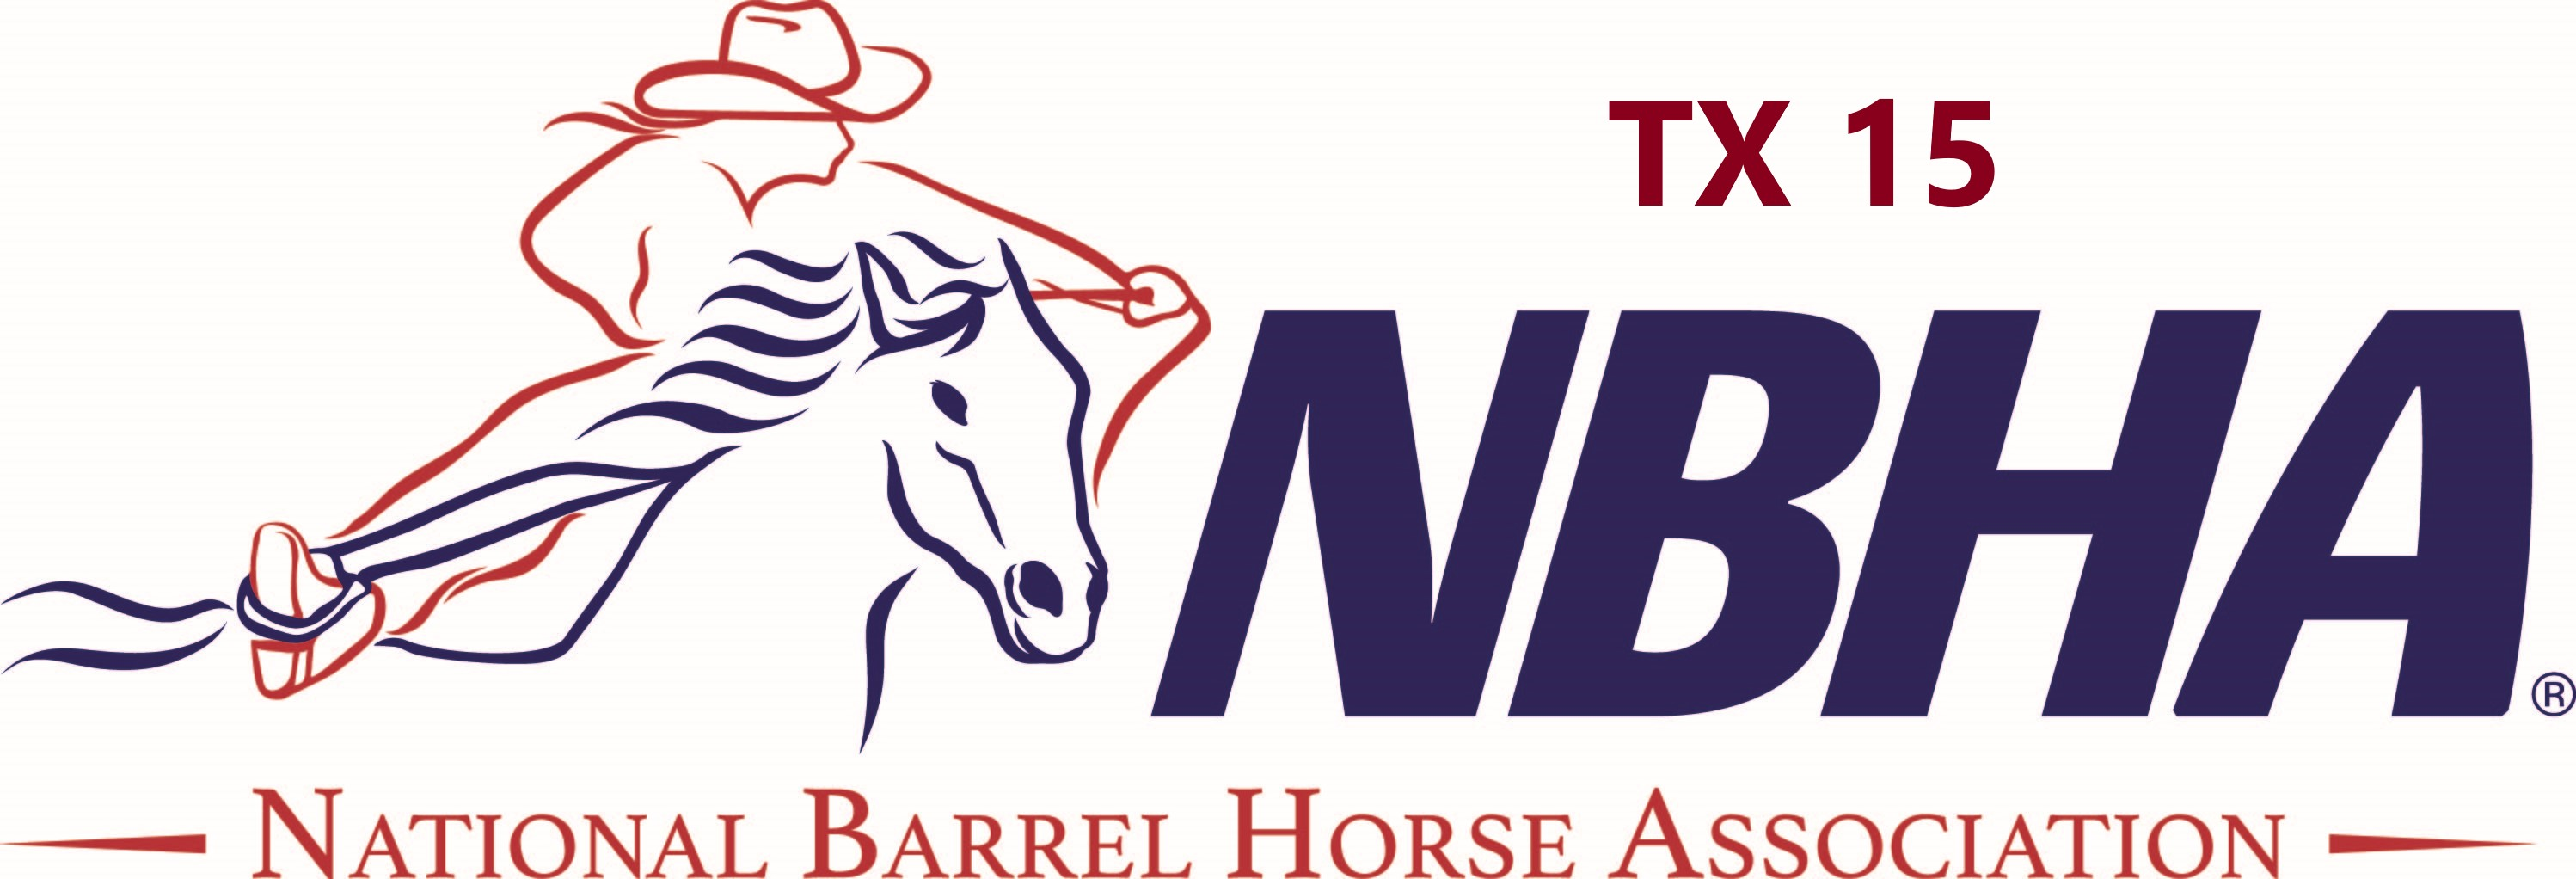 TX 15
NBHA®
NATIONAL BARREL HORSE ASSOCIATION